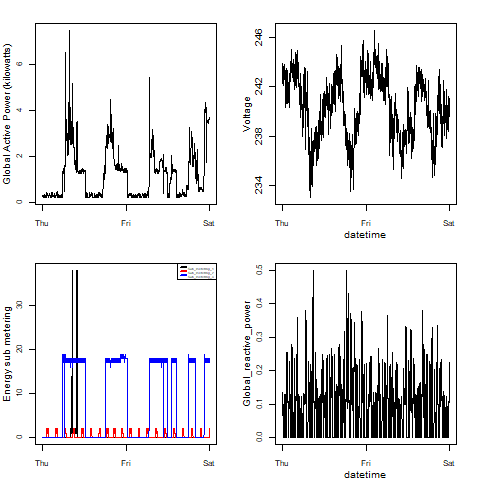 Global Active Power (kilowatts)
0 2 4 6
Thu Fri Sat
Voltage
234 238 242 246
Thu Fri Sat
datetime
Energy sub metering
0 10 20 30
Thu Fri Sat
Global_reactive_power
0.0 0.1 0.2 0.3 0.4 0.5
Thu Fri Sat
datetime